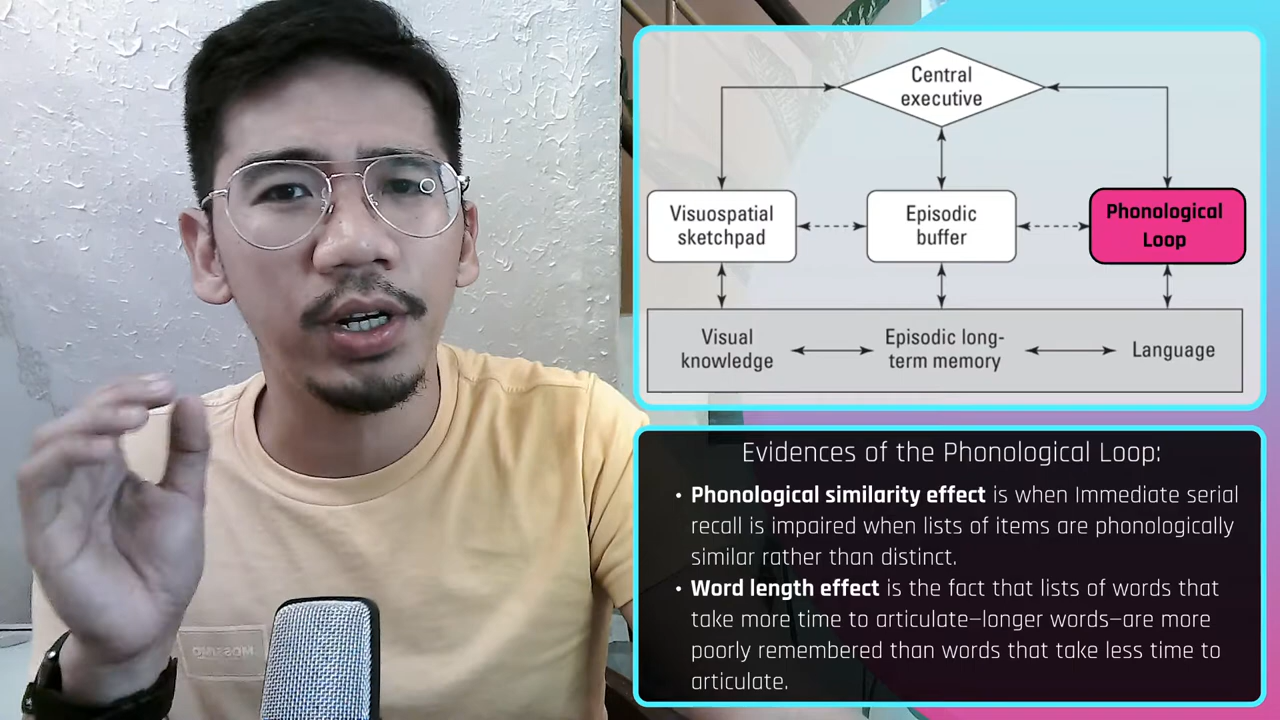 Central
executive
Visuospatial
sketchpad
Episodic
buffer
Phonological
Loop
Visual
knowledge
Episodic long-
term memory
Language
Evidences of the Phonological Loop:
• Phonological similarity effect is when Immediate serial
recall is impaired when lists of items are phonologically
similar rather than distinct.
• Word length effect is the fact that lists of words that
take more time to articulate—longer words—are more
poorly remembered than words that take less time to
articulate.